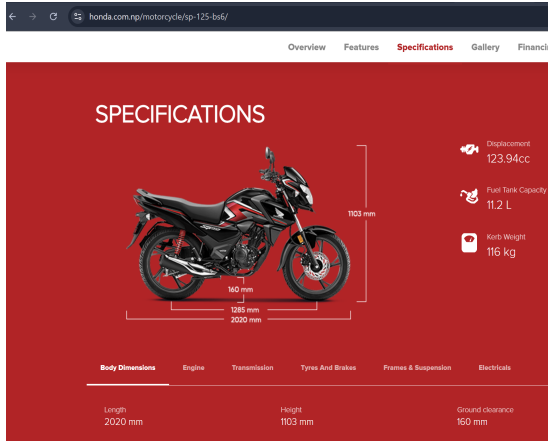 honda.com.np/motorcycle/sp-125-bs6/
Overview Features Specifications Gallery
SPECIFICATIONS
Displacement
123.94cc
Fuel Tank Capacity
11.2 L
Kerb Weight
116 kg
1103 mm
160 mm
1285 mm
2020 mm
Body Dimensions Engine Transmission Tyres And Brakes Frames & Suspension Electricals
Length Height Ground clearance
2020 mm 1103 mm 160 mm